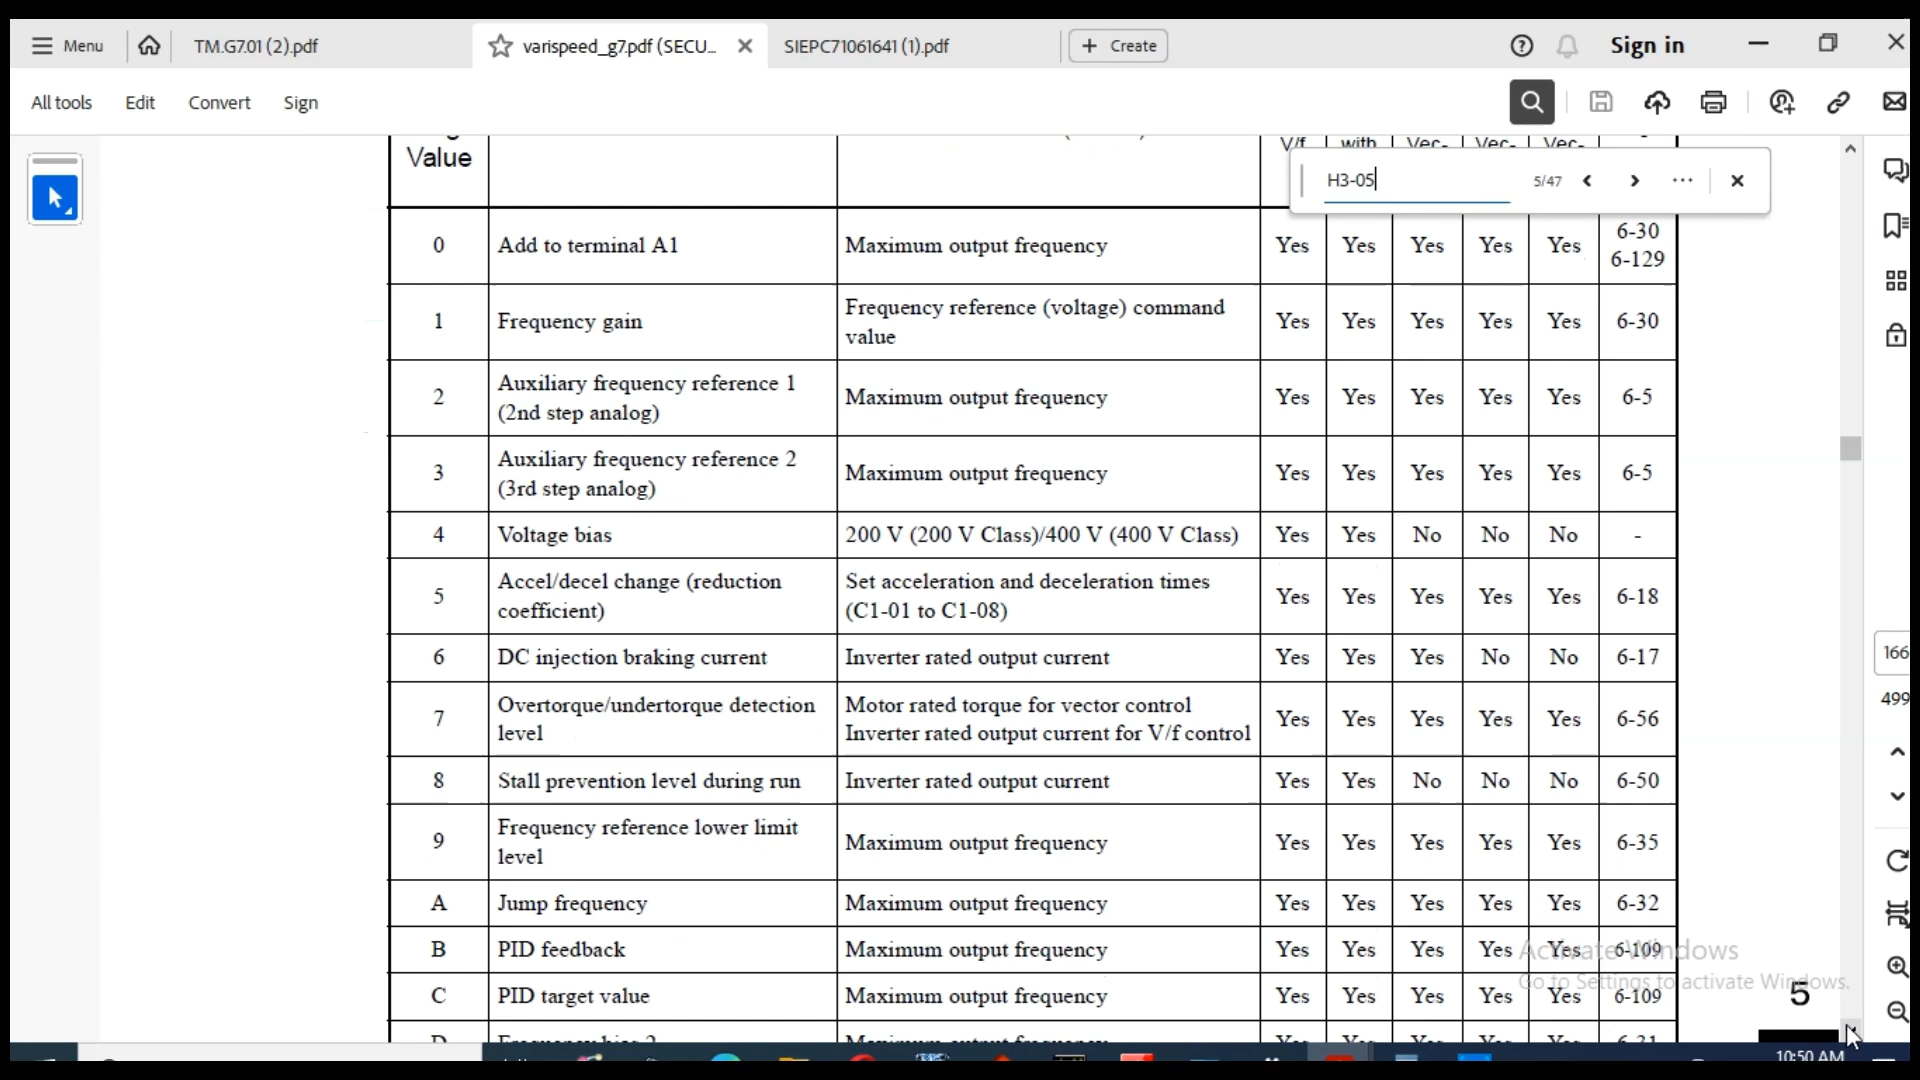 Menu
TM.G7.01 (2).pdf
varispeed_g7.pdf (SECU...
SIEPC71061641 (1).pdf
+ Create
Sign in
All tools
Edit
Convert
Sign
H3-05
5/47
Value
V/f with Vec- Vec- Vec-
0 Add to terminal A1 Maximum output frequency Yes Yes Yes Yes Yes 6-30
6-129
1 Frequency gain Frequency reference (voltage) command
value Yes Yes Yes Yes Yes 6-30
2 Auxiliary frequency reference 1
(2nd step analog) Maximum output frequency Yes Yes Yes Yes Yes 6-5
3 Auxiliary frequency reference 2
(3rd step analog) Maximum output frequency Yes Yes Yes Yes Yes 6-5
4 Voltage bias 200 V (200 V Class)/400 V (400 V Class) Yes Yes No No No -
5 Accel/decel change (reduction
coefficient) Set acceleration and deceleration times
(C1-01 to C1-08) Yes Yes Yes Yes Yes 6-18
6 DC injection braking current Inverter rated output current Yes Yes Yes No No 6-17
7 Overtorque/undertorque detection
level Motor rated torque for vector control
Inverter rated output current for V/f control Yes Yes Yes Yes Yes 6-56
8 Stall prevention level during run Inverter rated output current Yes Yes No No No 6-50
9 Frequency reference lower limit
level Maximum output frequency Yes Yes Yes Yes Yes 6-35
A Jump frequency Maximum output frequency Yes Yes Yes Yes Yes 6-32
B PID feedback Maximum output frequency Yes Yes Yes Yes Yes 6-109
C PID target value Maximum output frequency Yes Yes Yes Yes Yes 6-109
5
166
499
Activate Windows
Go to Settings to activate Windows.
10:50 AM